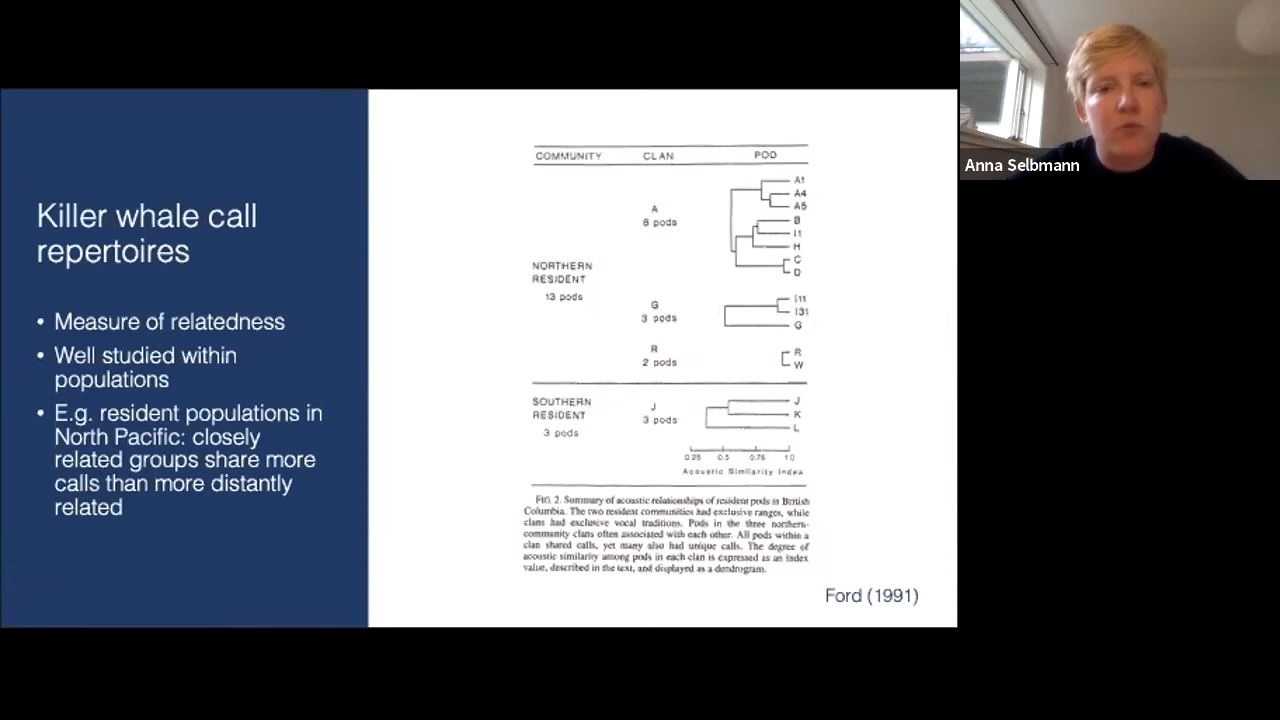 Killer whale call
repertoires
• Measure of relatedness
• Well studied within
populations
• E.g. resident populations in
North Pacific: closely
related groups share more
calls than more distantly
related
COMMUNITY CLAN POD
A
8 pods
A1
A4
A5
B
I1
H
C
D
NORTHERN
RESIDENT
13 pods
G
3 pods
I11
I31
G
R
2 pods
R
W
SOUTHERN
RESIDENT
3 pods
J
3 pods
J
K
L
0.25 0.5 0.75 1.0
Acoustic Similarity Index
FIG. 2. Summary of acoustic relationships of resident pods in British
Columbia. The two resident communities had exclusive ranges, while
clans had exclusive vocal traditions. Pods in the three northern-
community clans often associated with each other. All pods within a
clan shared calls, yet many also had unique calls. The degree of
acoustic similarity among pods in each clan is expressed as an index
value, described in the text, and displayed as a dendrogram.
Ford (1991)
Anna Selbmann